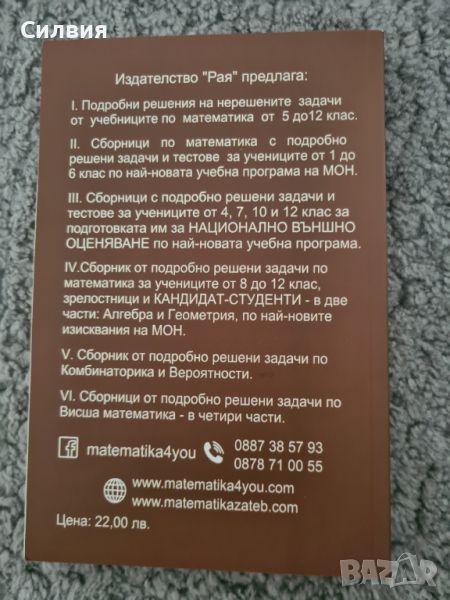 Силвия
Издателство "Рая" предлага:
I. Подробни решения на нерешените задачи
от учебниците по математика от 5 до12 клас.
II. Сборници по математика с подробно
решени задачи и тестове за учениците от 1 до
6 клас по най-новата учебна програма на МОН.
III. Сборници с подробно решени задачи и
тестове за учениците от 4, 7, 10 и 12 клас за
подготовката им за НАЦИОНАЛНО ВЪНШНО
ОЦЕНЯВАНЕ по най-новата учебна програма.
IV.Сборник от подробно решени задачи по
математика за учениците от 8 до 12 клас,
зрелостници и КАНДИДАТ-СТУДЕНТИ - в две
части: Алгебра и Геометрия, по най-новите
изисквания на МОН.
V. Сборник от подробно решени задачи по
Комбинаторика и Вероятности.
VI. Сборници от подробно решени задачи по
Висша математика - в четири части.
matematika4you 0887 38 57 93
0878 71 00 55
www.matematika4you.com
www.matematikazateb.com
Цена: 22,00 лв.
BAZAR